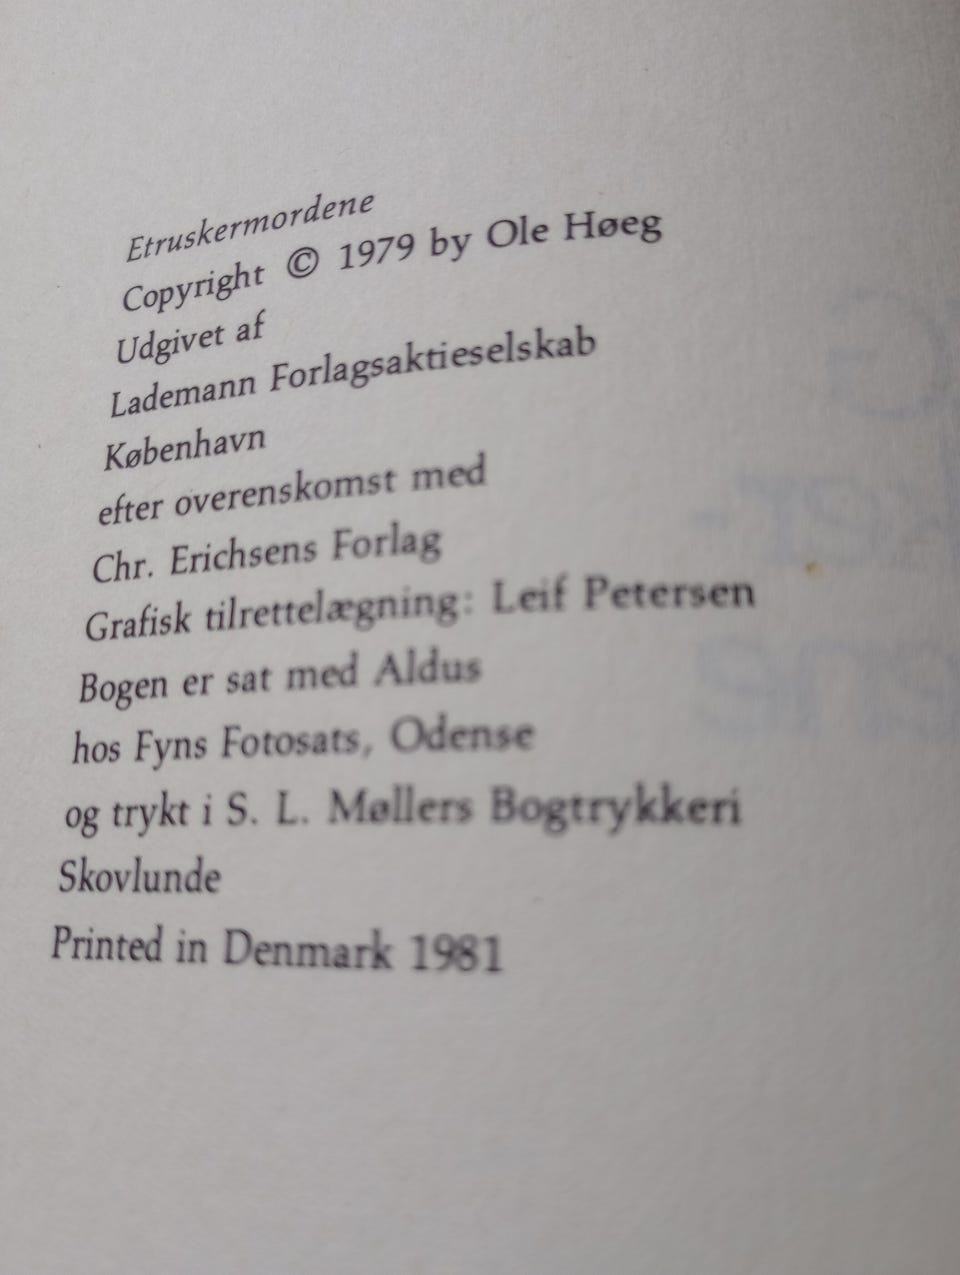 Etruskermordene
Copyright © 1979 by Ole Høeg
Udgivet af
Lademann Forlagsaktieselskab
København
efter overenskomst med
Chr. Erichsens Forlag
Grafisk tilrettelægning: Leif Petersen
Bogen er sat med Aldus
hos Fyns Fotosats, Odense
og trykt i S. L. Møllers Bogtrykkeri
Skovlunde
Printed in Denmark 1981